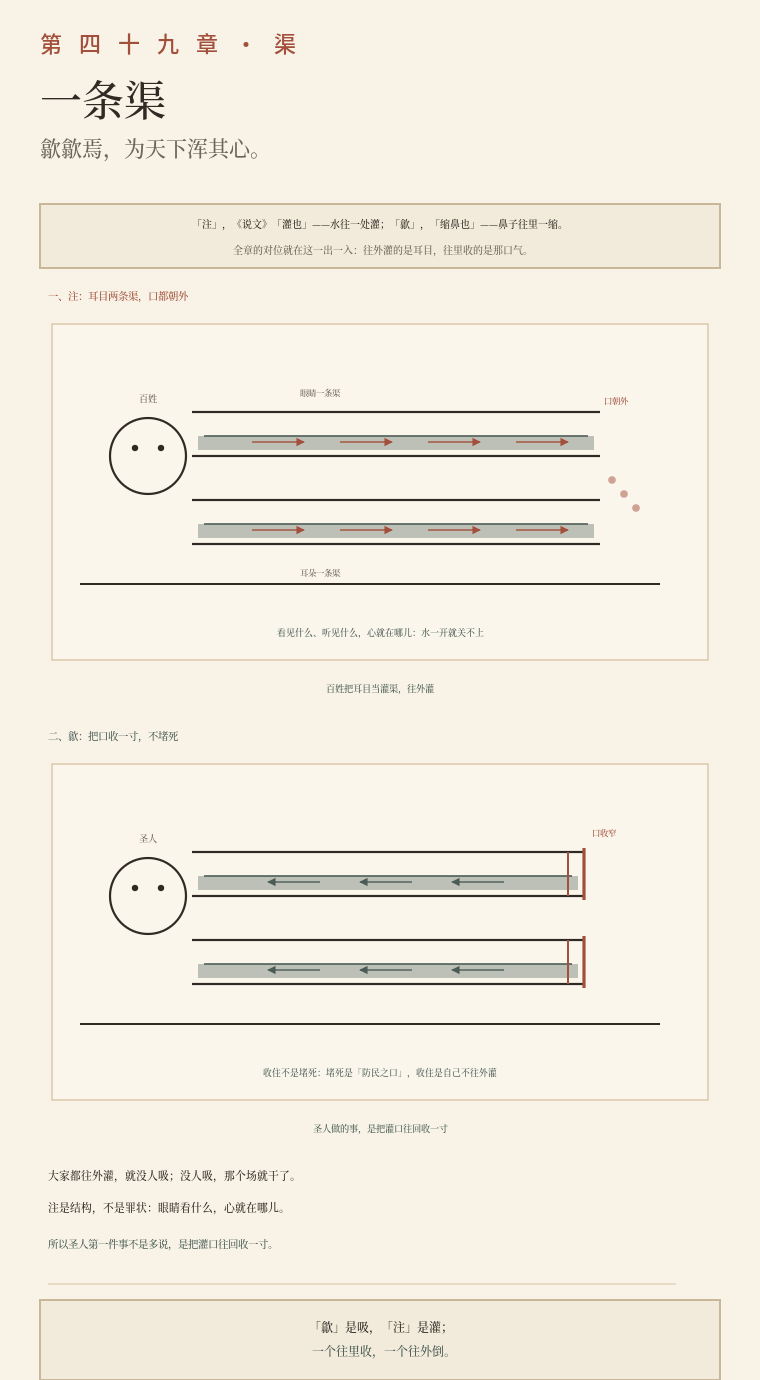 第四十九章·渠
一条渠
歙歙焉，为天下浑其心。
「注」，《说文》「灌也」——水往一处灌；「歙」，「缩鼻也」——鼻子往里一缩。
全章的对位就在这一出一入：往外灌的是耳目，往里收的是那口气。
一、注：耳目两条渠，口都朝外
眼睛一条渠
百姓
口朝外
耳朵一条渠
看见什么、听见什么，心就在哪儿：水一开就关不上
百姓把耳目当灌渠，往外灌
二、歙：把口收一寸，不堵死
圣人
口收窄
收住不是堵死：堵死是「防民之口」，收住是自己不往外灌
圣人做的事，是把灌口往回收一寸
大家都往外灌，就没人吸；没人吸，那个场就干了。
注是结构，不是罪状：眼睛看什么，心就在哪儿。
所以圣人第一件事不是多说，是把灌口往回收一寸。
「歙」是吸，「注」是灌；
一个往里收，一个往外倒。